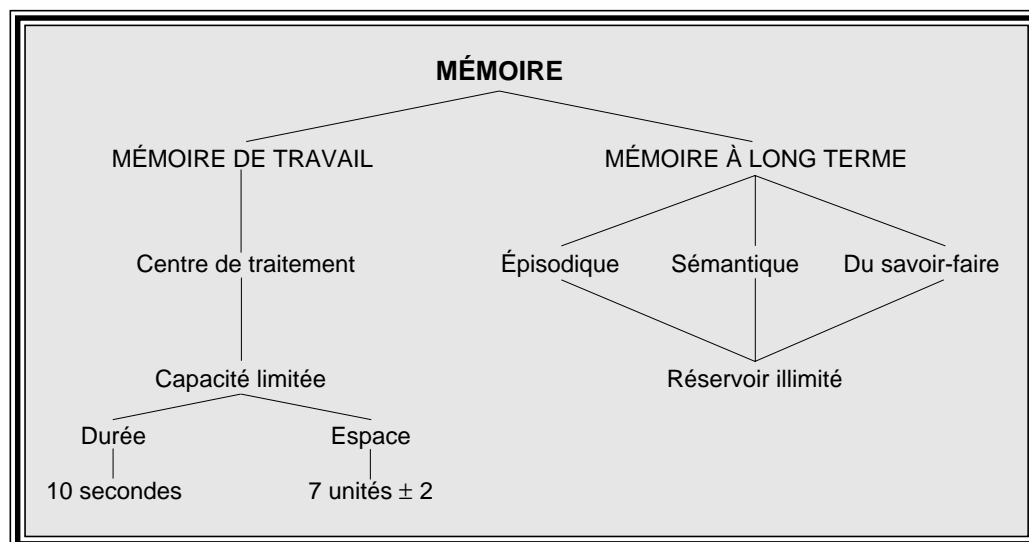 MÉMOIRE
MÉMOIRE DE TRAVAIL MÉMOIRE À LONG TERME
Centre de traitement Épisodique Sémantique Du savoir-faire
Capacité limitée Réservoir illimité
Durée Espace
10 secondes 7 unités ± 2